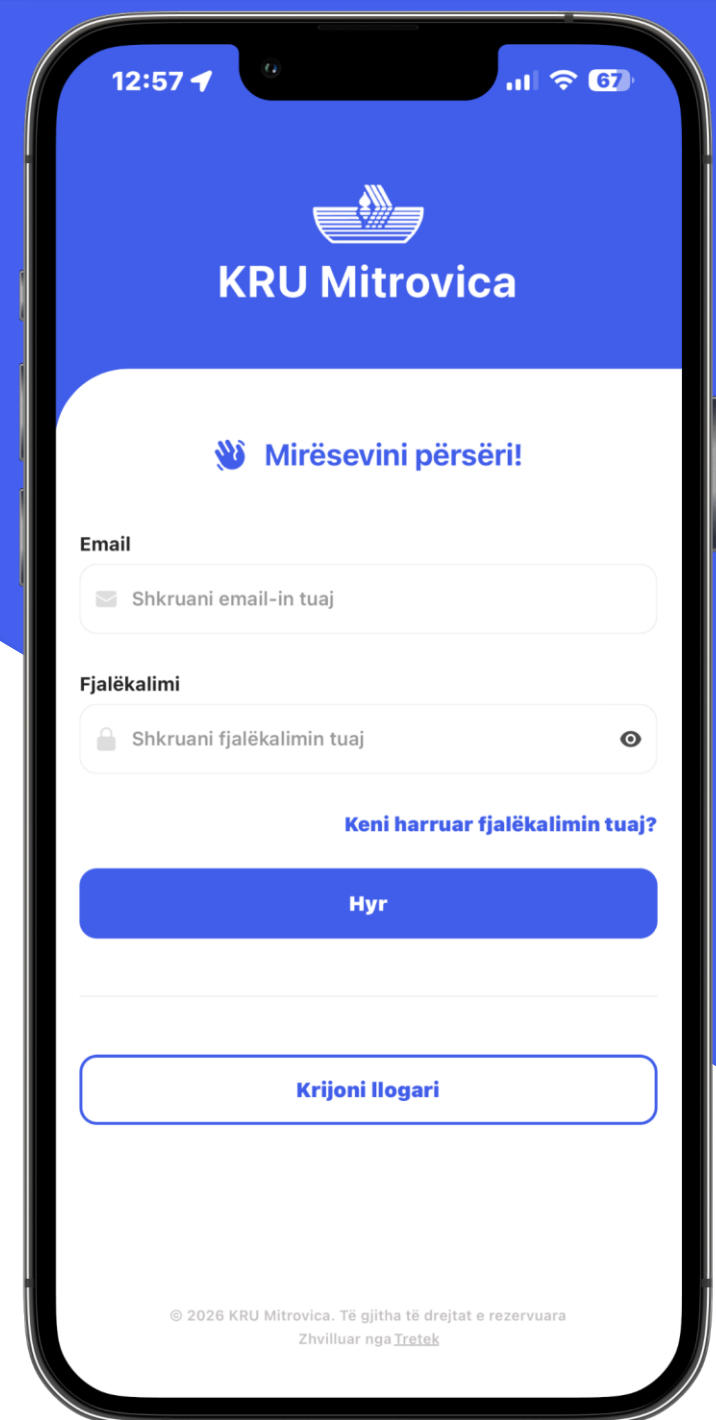 12:57
67
KRU Mitrovica
Mirësevini përsëri!
Email
Shkruani email-in tuaj
Fjalëkalimi
Shkruani fjalëkalimin tuaj
Keni harruar fjalëkalimin tuaj?
Hyr
Krijoni llogari
© 2026 KRU Mitrovica. Të gjitha të drejtat e rezervuara
Zhvilluar nga Tretek